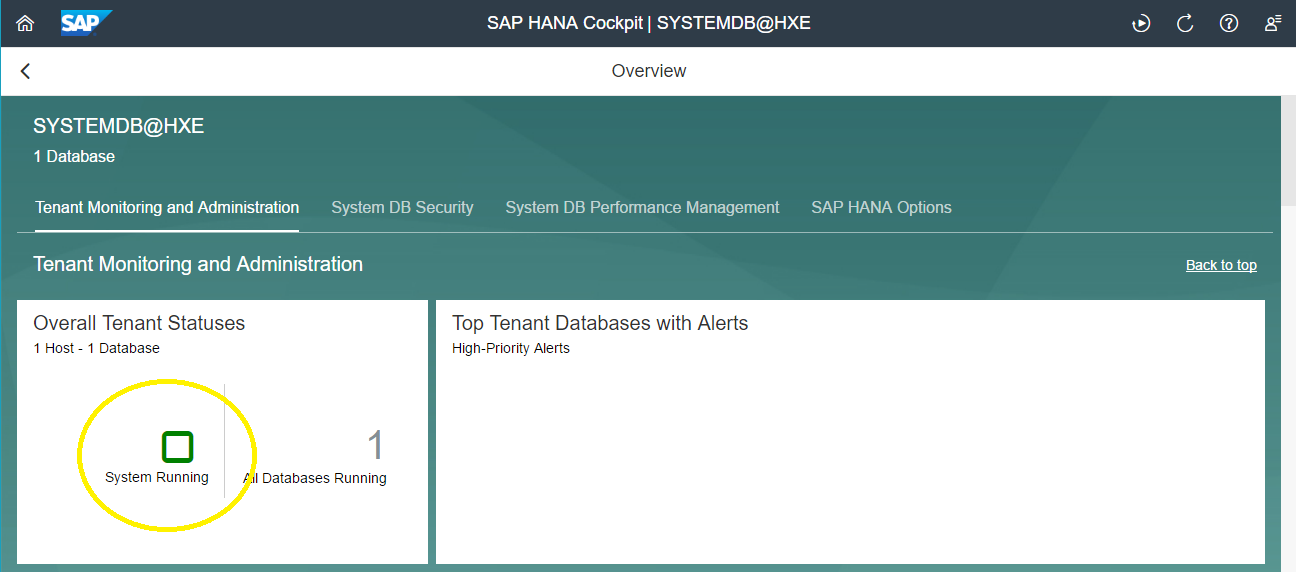 SAP
SAP HANA Cockpit | SYSTEMDB@HXE
Overview
SYSTEMDB@HXE
1 Database
Tenant Monitoring and Administration System DB Security System DB Performance Management SAP HANA Options
Tenant Monitoring and Administration
Back to top
Overall Tenant Statuses
1 Host - 1 Database
System Running
1
All Databases Running
Top Tenant Databases with Alerts
High-Priority Alerts